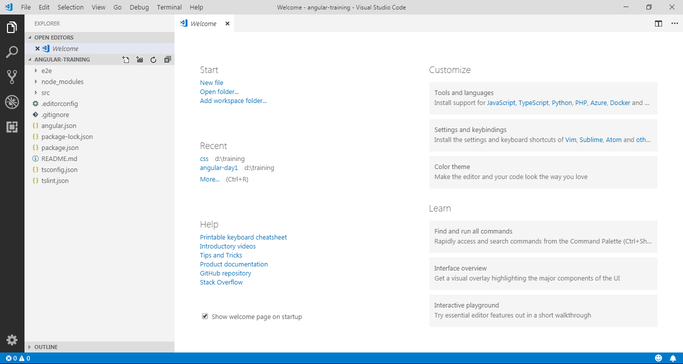 File Edit Selection View Go Debug Terminal Help
Welcome - angular-training - Visual Studio Code
EXPLORER
OPEN EDITORS
Welcome
ANGULAR-TRAINING
e2e
node_modules
src
.editorconfig
.gitignore
angular.json
package-lock.json
package.json
README.md
tsconfig.json
tslint.json
OUTLINE
Welcome
Start
New file
Open folder...
Add workspace folder...
Recent
css d:\training
angular-day1 d:\training
More... (Ctrl+R)
Help
Printable keyboard cheatsheet
Introductory videos
Tips and Tricks
Product documentation
GitHub repository
Stack Overflow
Show welcome page on startup
Customize
Tools and languages
Install support for JavaScript, TypeScript, Python, PHP, Azure, Docker and ...
Settings and keybindings
Install the settings and keyboard shortcuts of Vim, Sublime, Atom and oth...
Color theme
Make the editor and your code look the way you love
Learn
Find and run all commands
Rapidly access and search commands from the Command Palette (Ctrl+Sh...
Interface overview
Get a visual overlay highlighting the major components of the UI
Interactive playground
Try essential editor features out in a short walkthrough
0 0